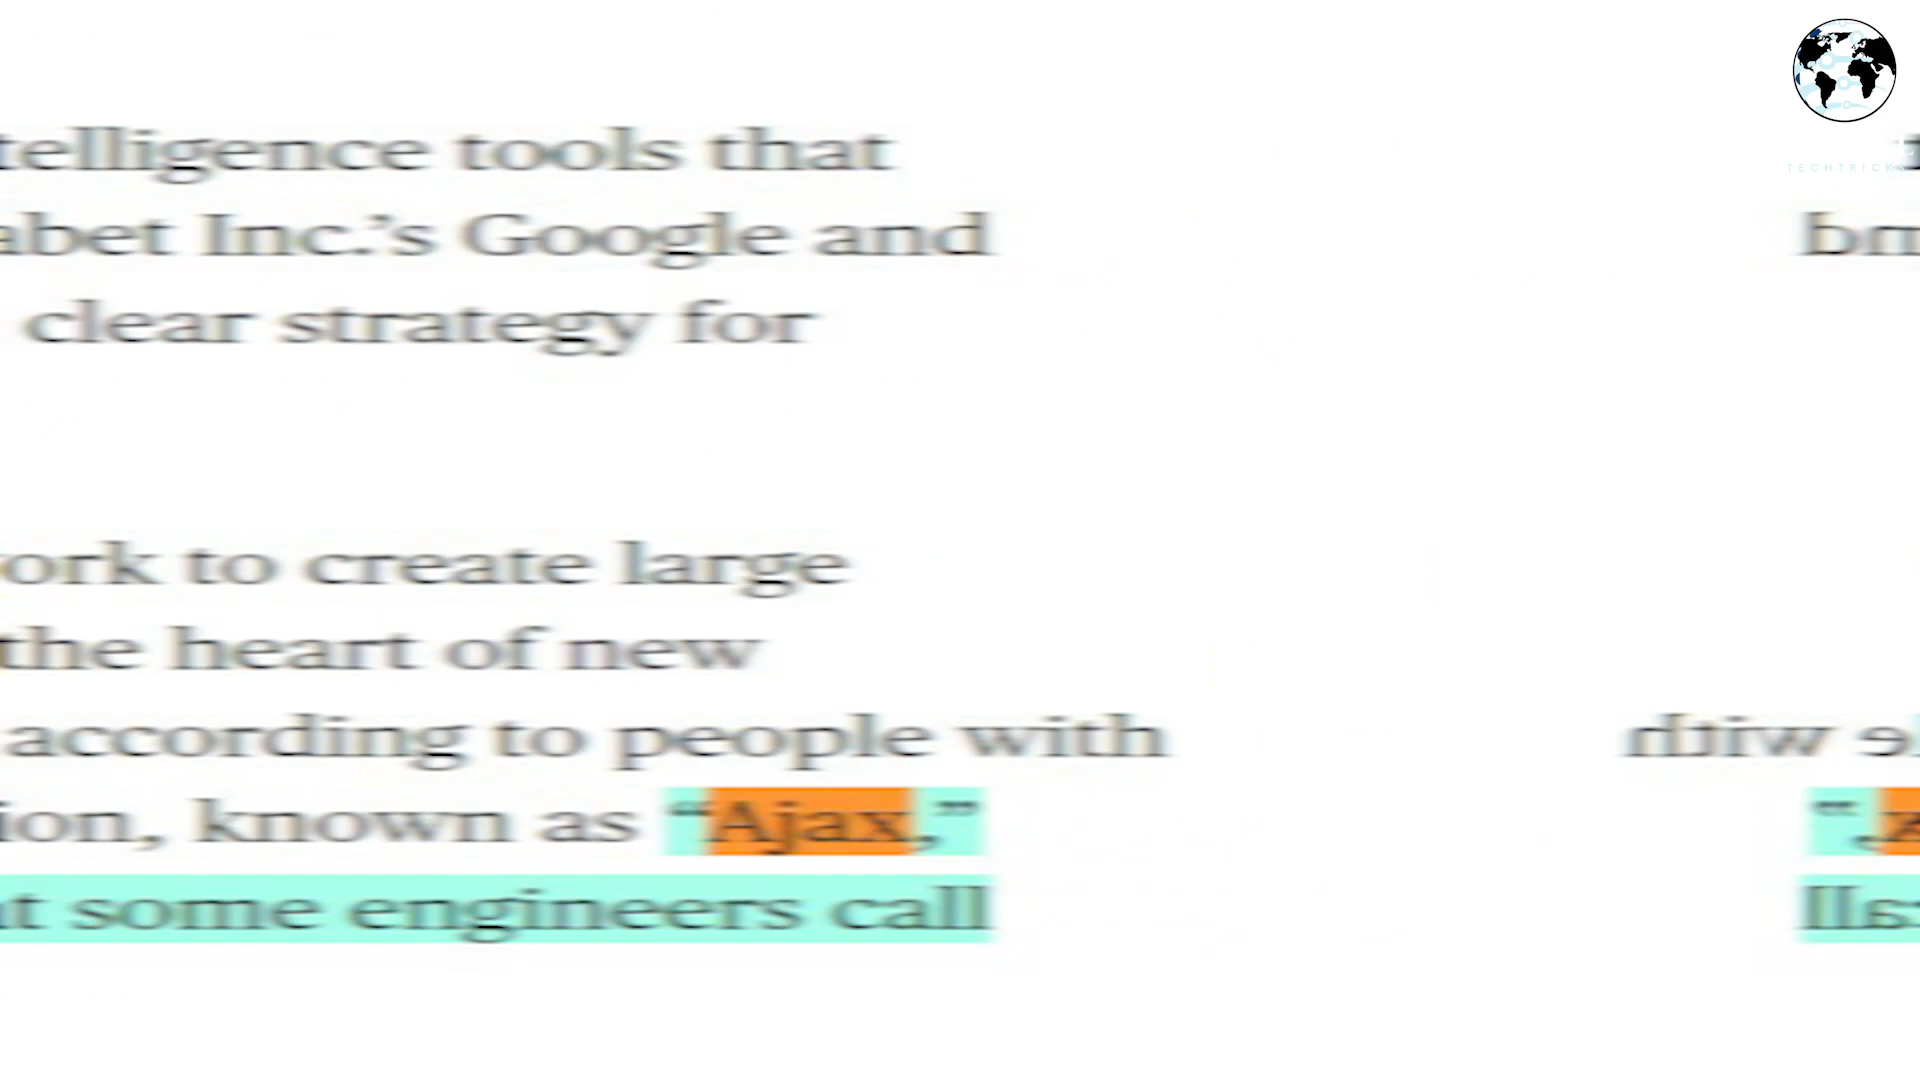 telligence tools that
abet Inc.’s Google and
clear strategy for
ork to create large
the heart of new
according to people with
ion, known as “Ajax,”
t some engineers call
TECHTRICK